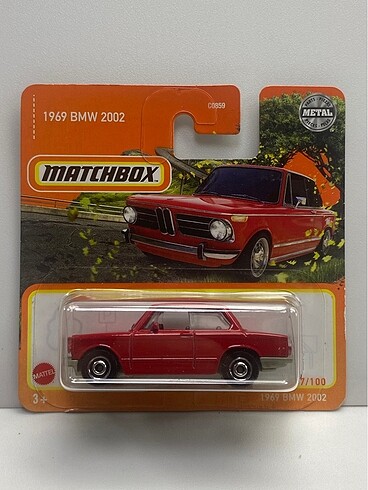 1969 BMW 2002
C0859
METAL
MATCHBOX
MATTEL
7/100
3+
1969 BMW 2002